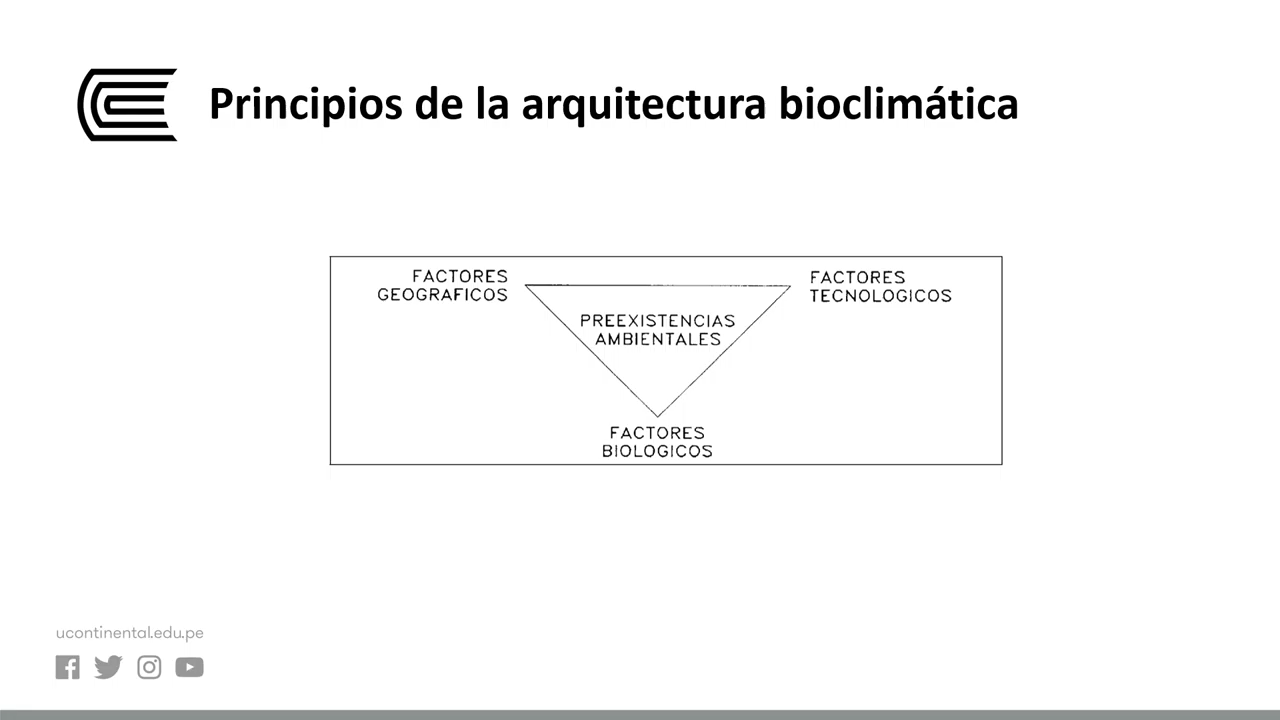 Principios de la arquitectura bioclimática
FACTORES
GEOGRAFICOS
FACTORES
TECNOLOGICOS
PREEXISTENCIAS
AMBIENTALES
FACTORES
BIOLOGICOS
ucontinental.edu.pe